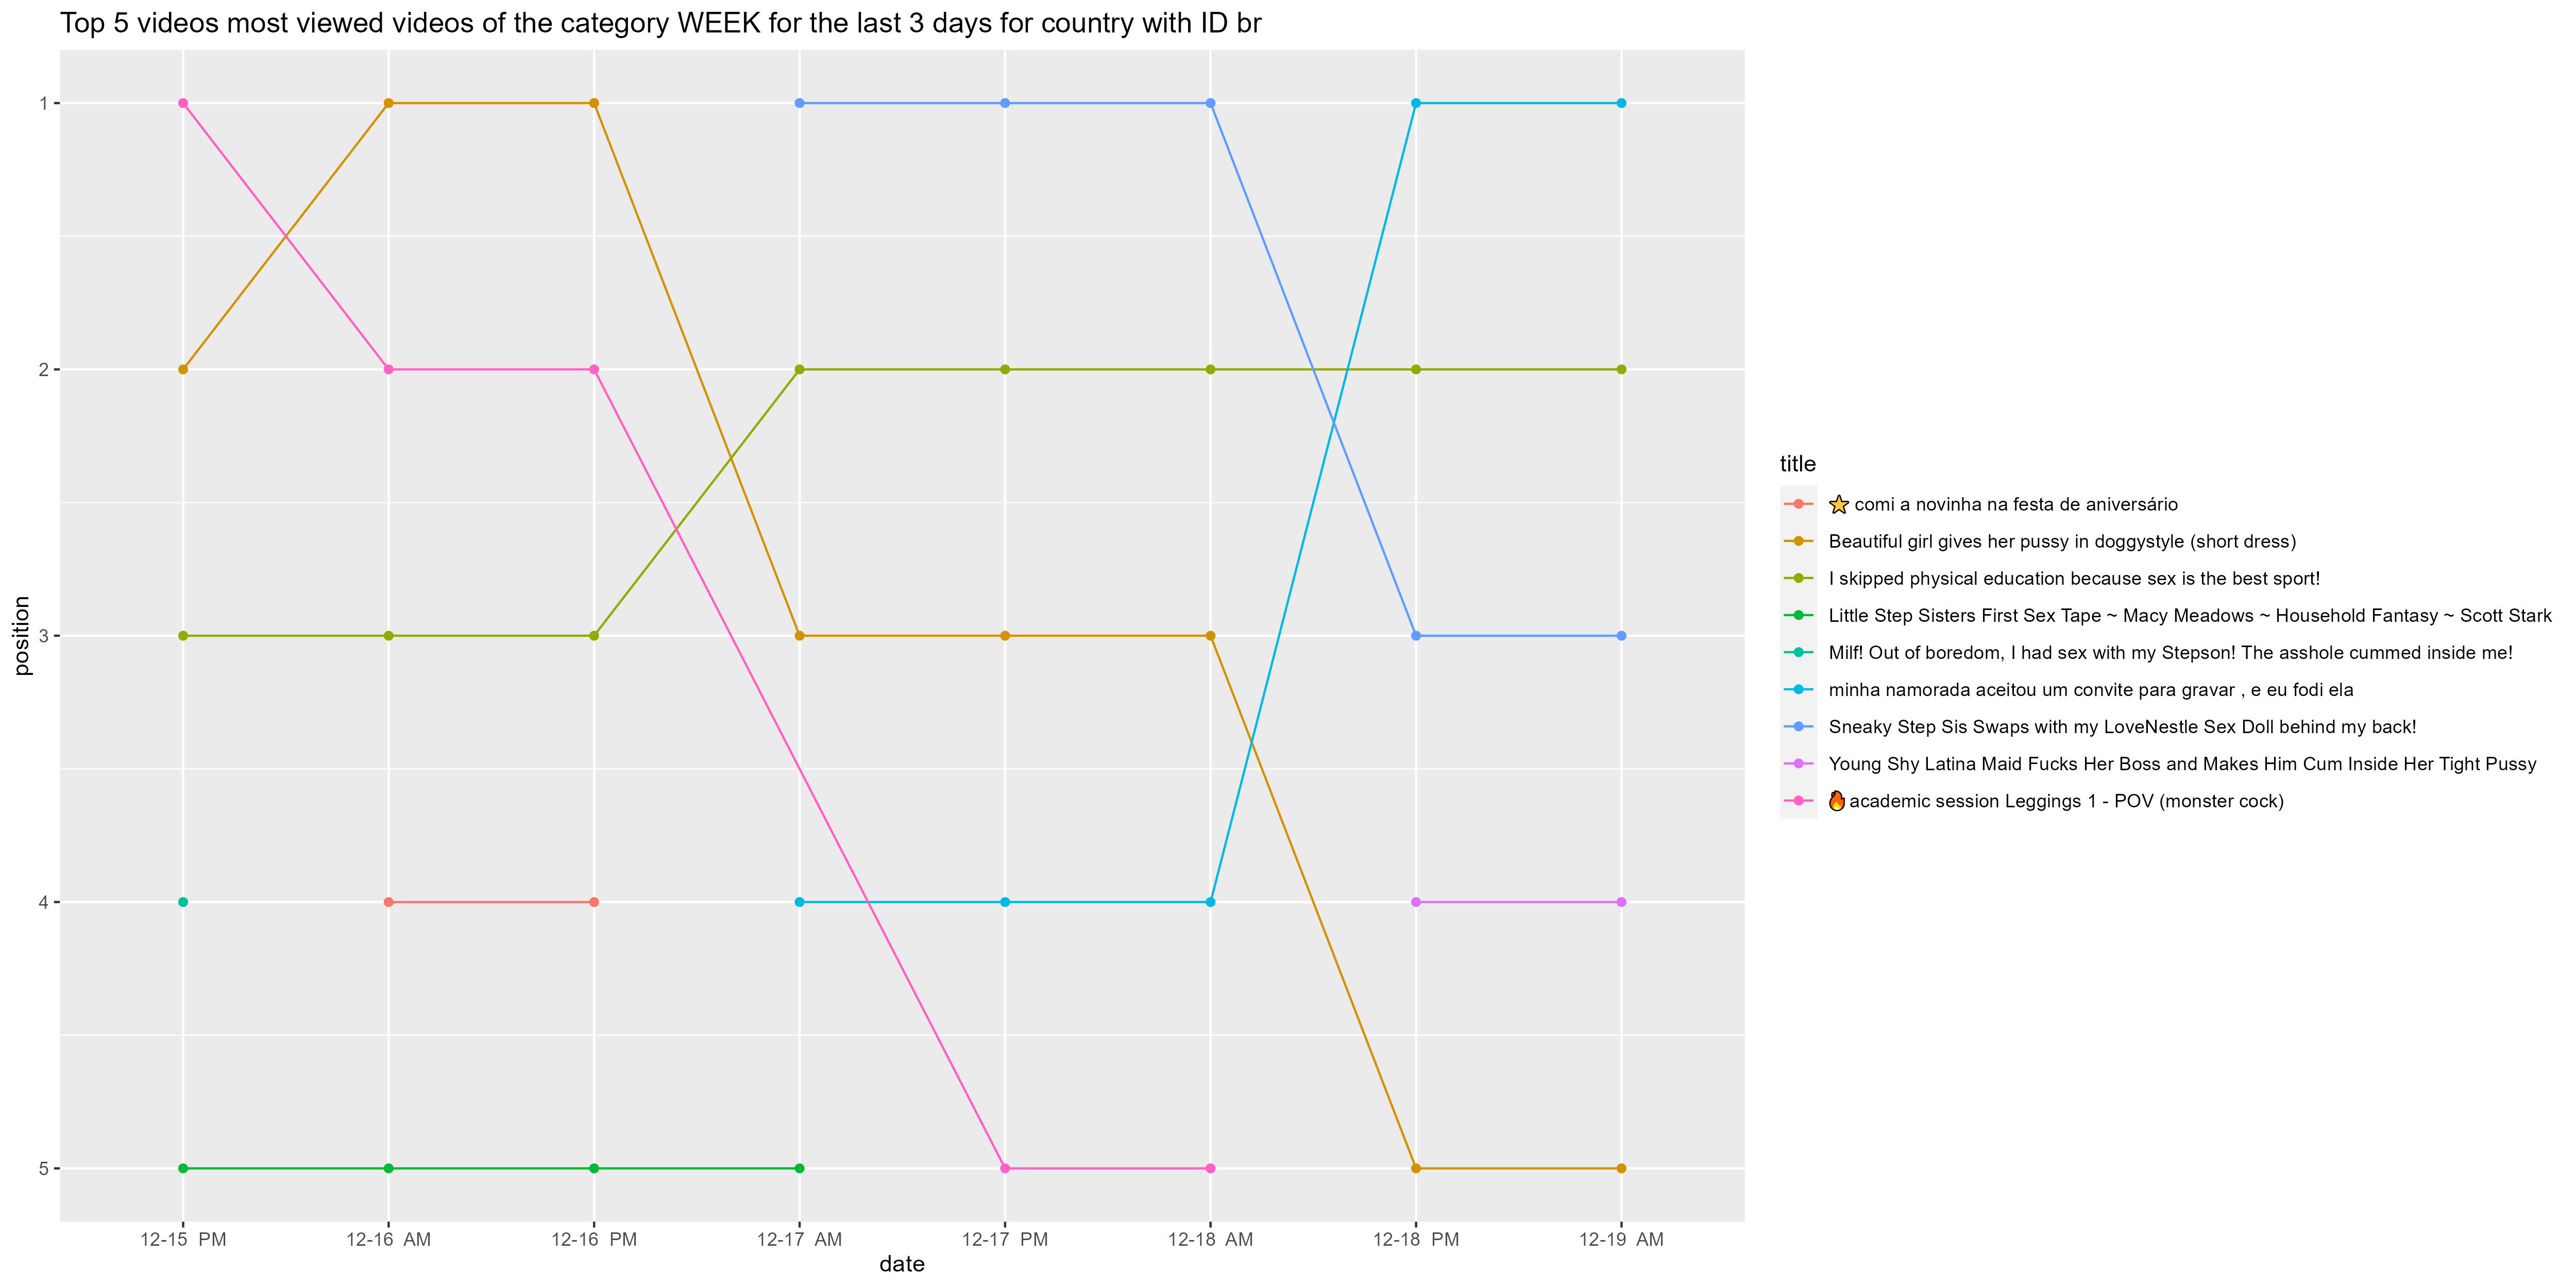 Top 5 videos most viewed videos of the category WEEK for the last 3 days for country with ID br
position
1
2
3
4
5
12-15 PM
12-16 AM
12-16 PM
12-17 AM
12-17 PM
12-18 AM
12-18 PM
12-19 AM
date
title
⭐ comi a novinha na festa de aniversário
Beautiful girl gives her pussy in doggystyle (short dress)
I skipped physical education because sex is the best sport!
Little Step Sisters First Sex Tape ~ Macy Meadows ~ Household Fantasy ~ Scott Stark
Milf! Out of boredom, I had sex with my Stepson! The asshole cummed inside me!
minha namorada aceitou um convite para gravar , e eu fodi ela
Sneaky Step Sis Swaps with my LoveNestle Sex Doll behind my back!
Young Shy Latina Maid Fucks Her Boss and Makes Him Cum Inside Her Tight Pussy
🔥 academic session Leggings 1 - POV (monster cock)